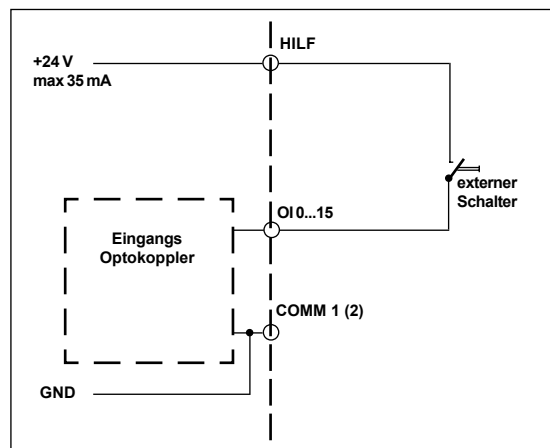 HILF
+24 V
max 35 mA
externer
Schalter
OI 0...15
Eingangs
Optokoppler
COMM 1 (2)
GND